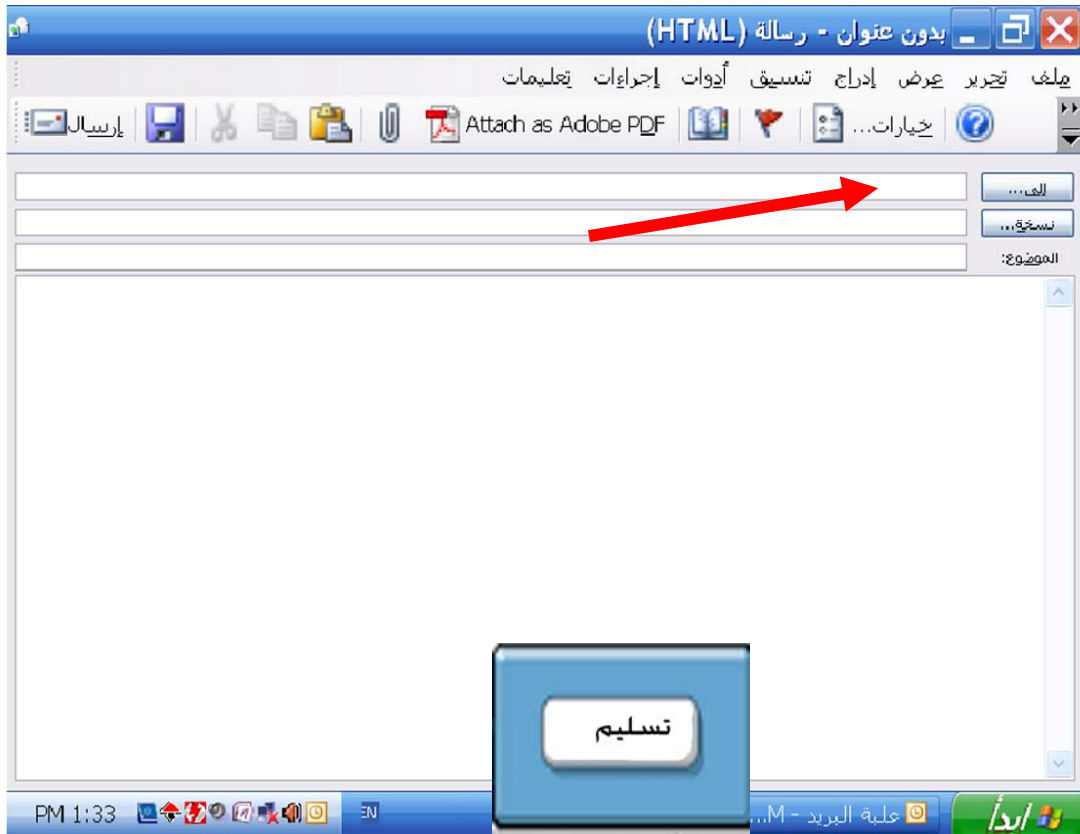 بدون عنوان - رسالة (HTML)
ملف تحرير عرض إدراج تنسيق أدوات إجراءات تعليمات
إرسال Attach as Adobe PDF خيارات...
إلى...
نسخة...
الموضوع:
تسليم
ابدأ علبة البريد - M... EN PM 1:33